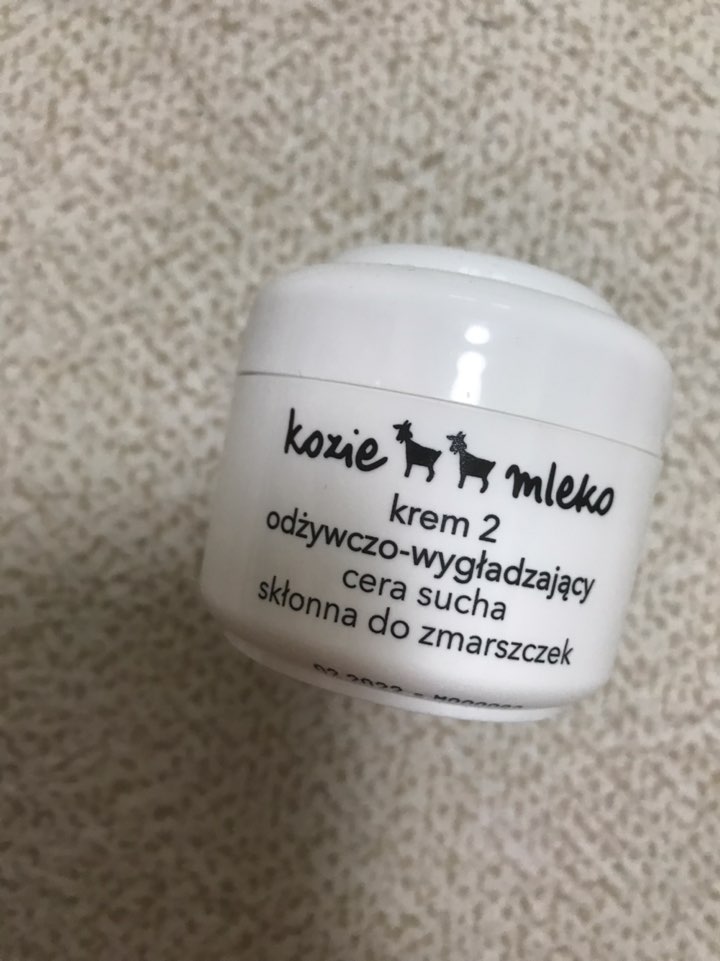 kozie mleko
krem 2
odżywczo-wygładzający
cera sucha
skłonna do zmarszczek